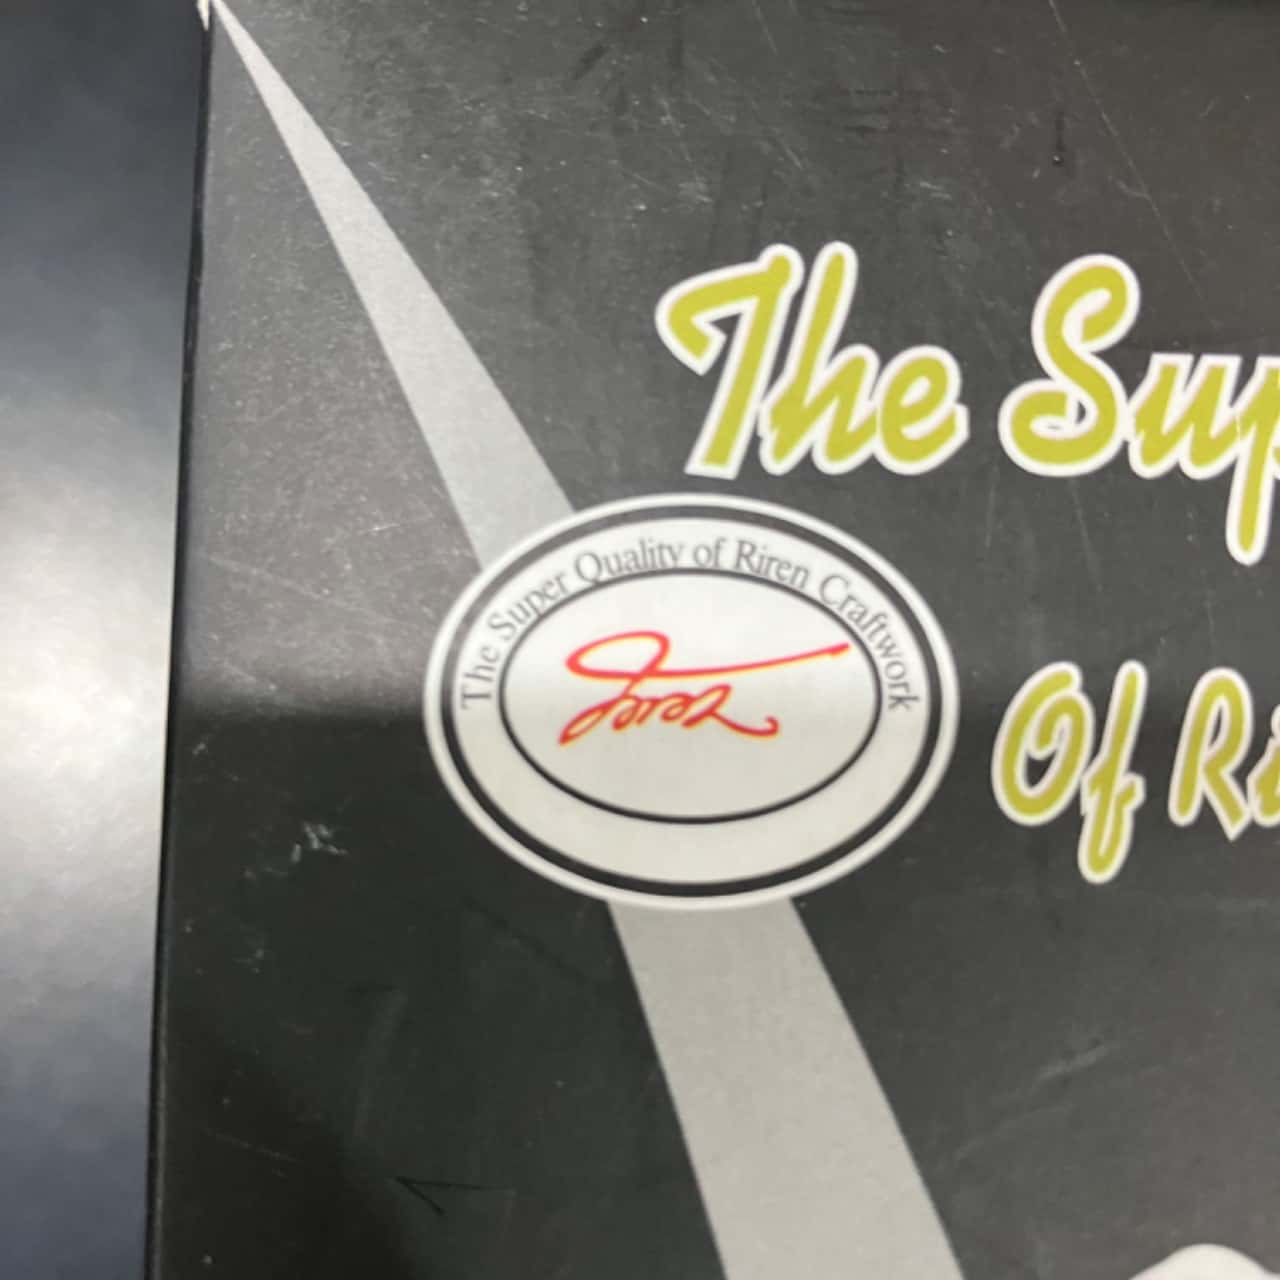 The Sup
The Super Quality of Riren Craftwork
Of Ri